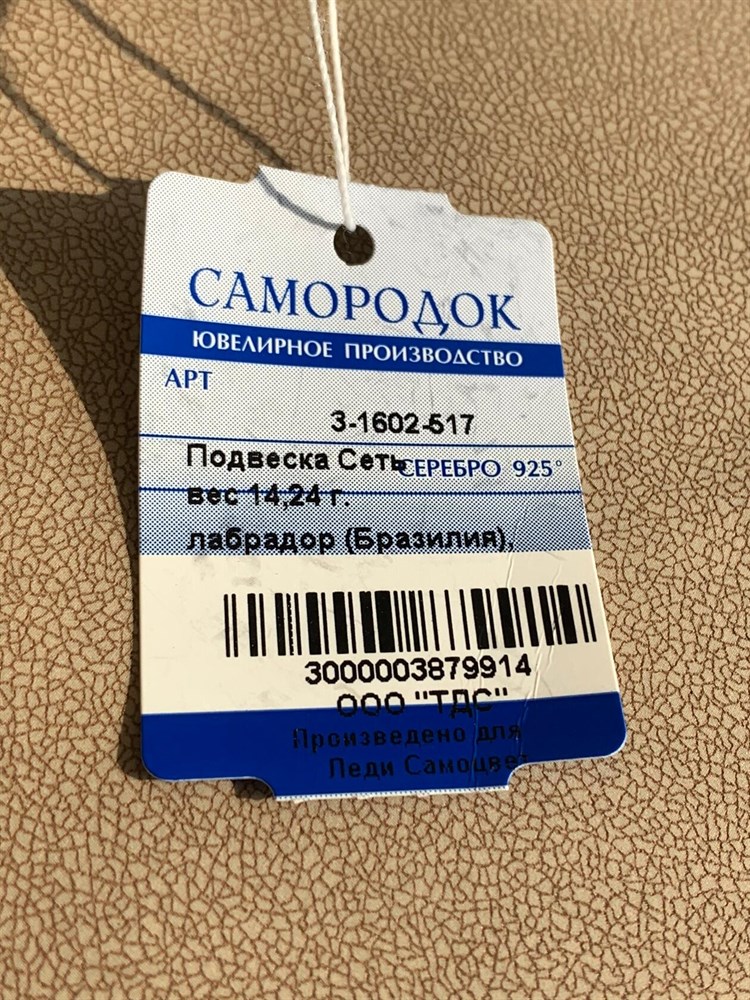 САМОРОДОК
ЮВЕЛИРНОЕ ПРОИЗВОДСТВО
АРТ
3-1602-517
Подвеска Сеть СЕРЕБРО 925°
вес 14,24 г.
лабрадор (Бразилия),
3000003879914
ООО "ТДС"
Произведено для
Леди Самоцвет